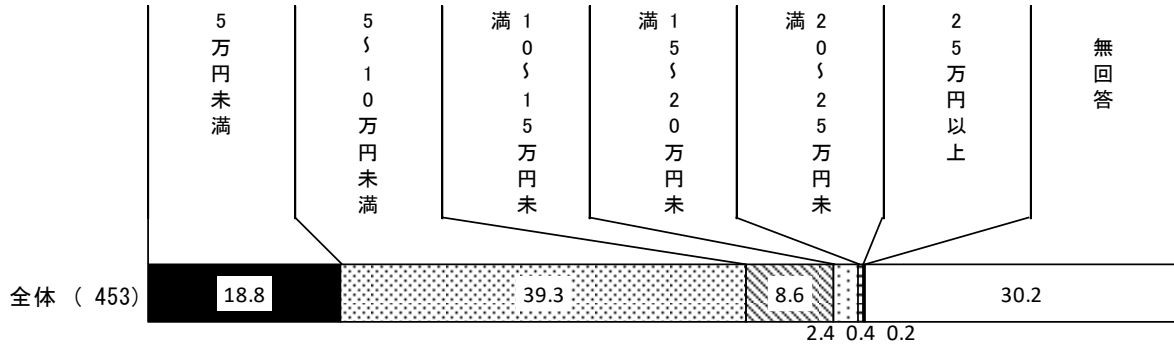 5万円未満
5～10万円未満
10～15万円未満
15～20万円未満
20～25万円未満
25万円以上
無回答
全体 ( 453)
18.8
39.3
8.6
30.2
2.4
0.4
0.2